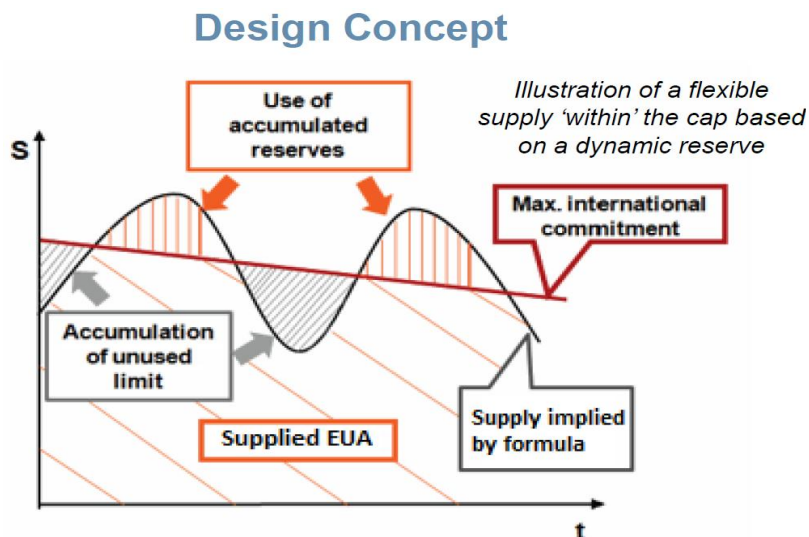 Design Concept
Illustration of a flexible
supply ‘within’ the cap based
on a dynamic reserve
Use of
accumulated
reserves
S
Max. international
commitment
Accumulation
of unused
limit
Supplied EUA
Supply implied
by formula
t